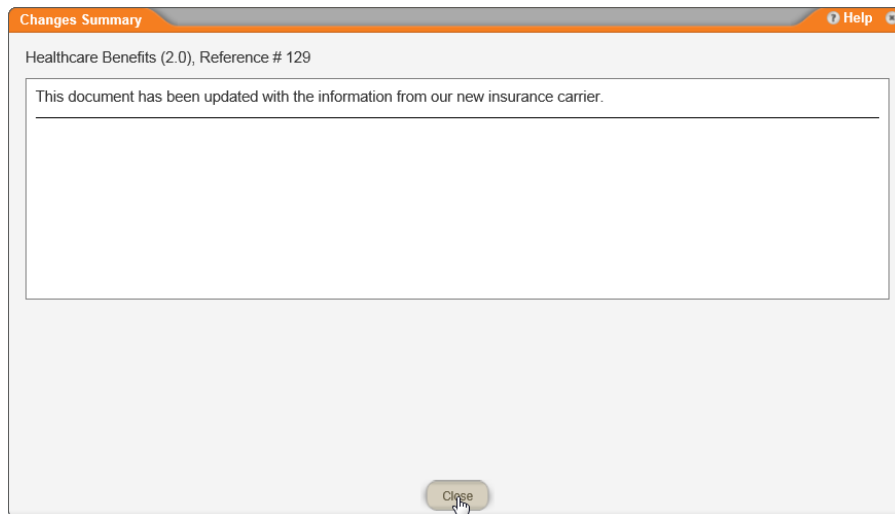 Changes Summary
Help
Healthcare Benefits (2.0), Reference # 129
This document has been updated with the information from our new insurance carrier.
Close